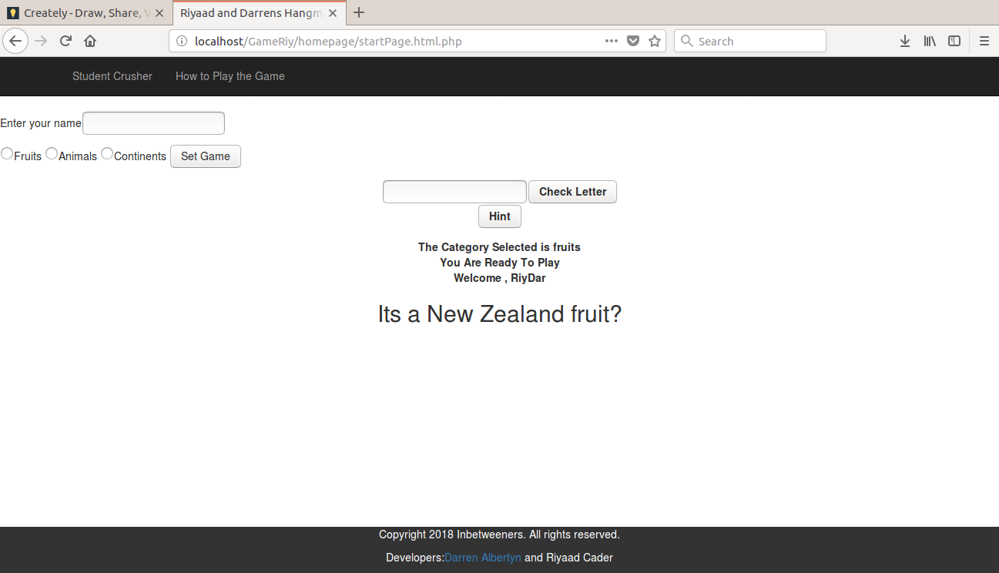 Creately - Draw, Share, V
Riyaad and Darrens Hangm
localhost/GameRiy/homepage/startPage.html.php
Search
Student Crusher How to Play the Game
Enter your name
Fruits Animals Continents Set Game
Check Letter
Hint
The Category Selected is fruits
You Are Ready To Play
Welcome , RiyDar
Its a New Zealand fruit?
Copyright 2018 Inbetweeners. All rights reserved.
Developers:Darren Albertyn and Riyaad Cader